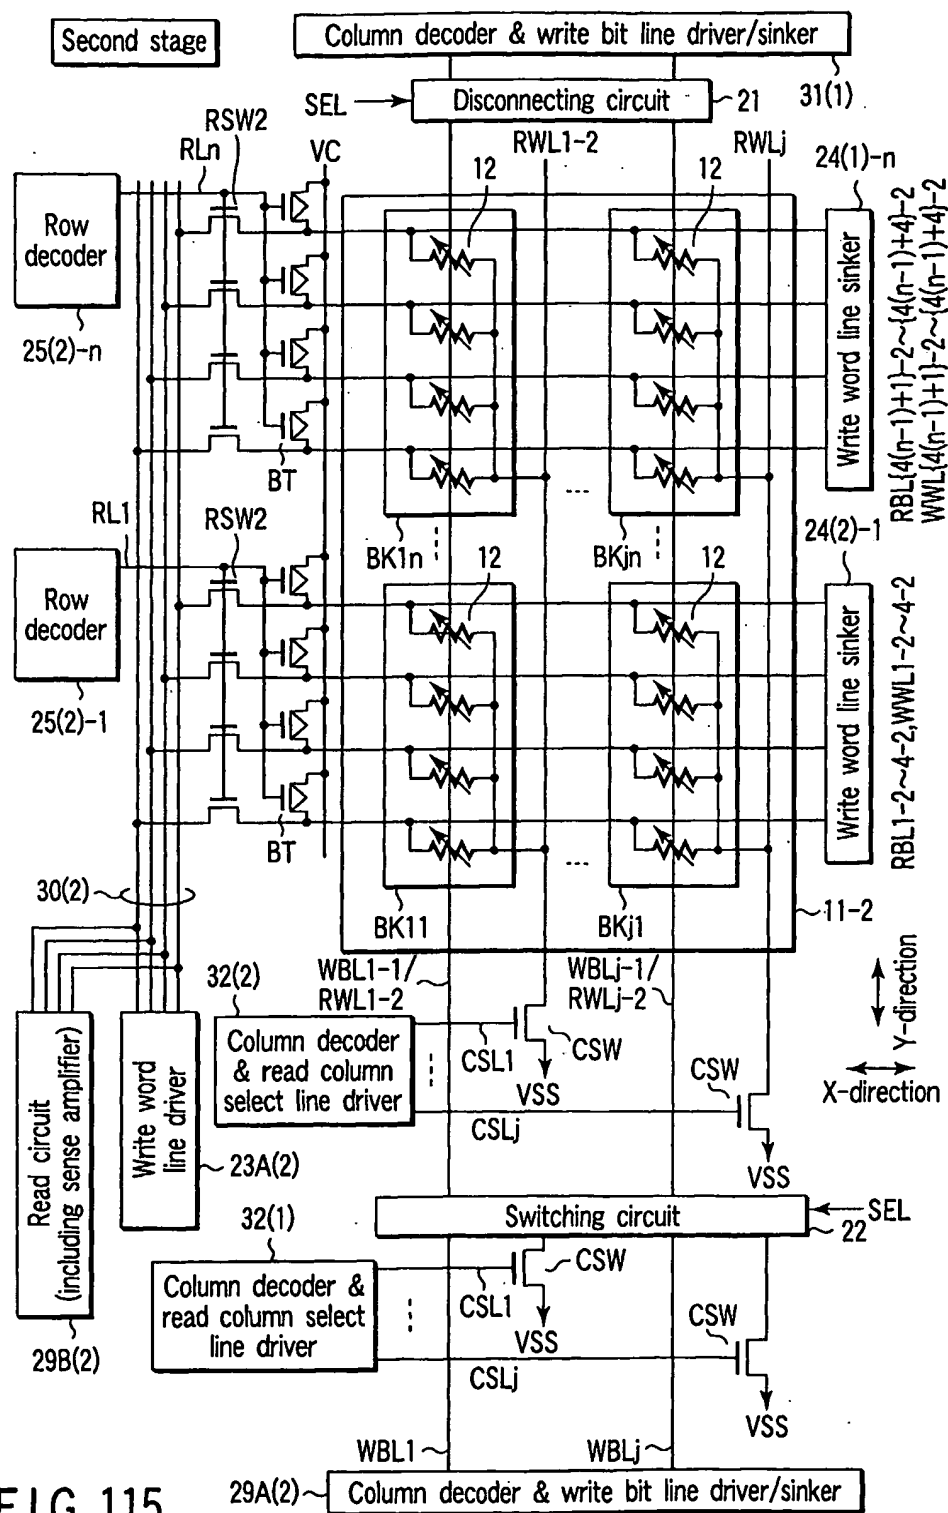 Second stage
Column decoder & write bit line driver/sinker
31(1)
SEL
Disconnecting circuit
21
RSW2
RLn
VC
RWL1-2
RWLj
24(1)-n
12
12
Row
decoder
25(2)-n
Write word line sinker
RBL{4(n-1)+1}-2~{4(n-1)+4}-2
WWL{4(n-1)+1}-2~{4(n-1)+4}-2
BT
...
RL1
RSW2
BK1n
BKjn
24(2)-1
12
12
Row
decoder
25(2)-1
Write word line sinker
RBL1-2~4-2,WWL1-2~4-2
BT
...
30(2)
BK11
BKj1
11-2
32(2)
WBL1-1/
RWL1-2
WBLj-1/
RWLj-2
Y-direction
X-direction
Column decoder
& read column
select line driver
CSL1
CSW
VSS
CSW
CSLj
VSS
Read circuit
(including sense amplifier)
29B(2)
Write word
line driver
23A(2)
Switching circuit
SEL
22
32(1)
Column decoder &
read column select
line driver
CSL1
CSW
VSS
CSW
CSLj
VSS
WBL1
WBLj
FIG. 115
29A(2)
Column decoder & write bit line driver/sinker